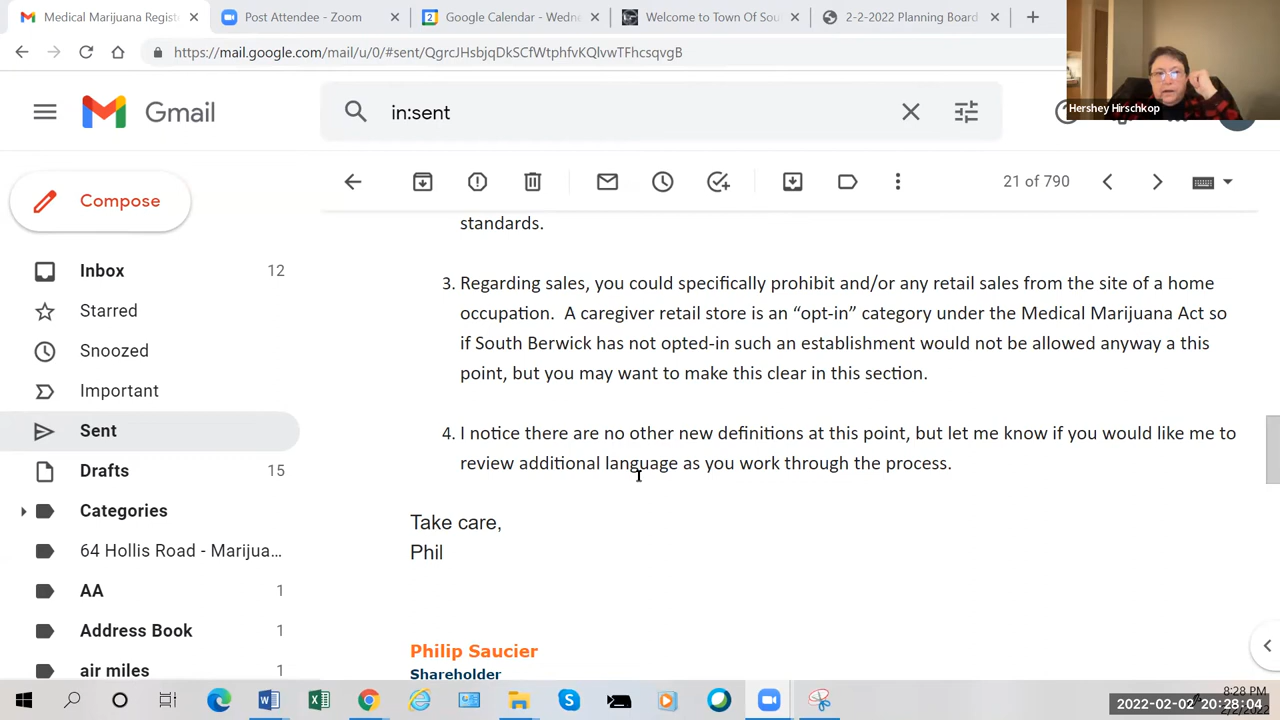 Medical Marijuana Regist
Post Attendee - Zoom
Google Calendar - Wedne
Welcome to Town Of Sou
2-2-2022 Planning Board
https://mail.google.com/mail/u/0/#sent/QgrcJHsbjqDkSCfWtphfvKQlvwTFhcsqvgB
Hershey Hirschkop
Gmail
in:sent
Compose
21 of 790
standards.
Inbox 12
Starred
Snoozed
Important
Sent
Drafts 15
Categories
64 Hollis Road - Marijua...
AA 1
Address Book 1
air miles 1
3. Regarding sales, you could specifically prohibit and/or any retail sales from the site of a home
occupation. A caregiver retail store is an “opt-in” category under the Medical Marijuana Act so
if South Berwick has not opted-in such an establishment would not be allowed anyway a this
point, but you may want to make this clear in this section.
4. I notice there are no other new definitions at this point, but let me know if you would like me to
review additional language as you work through the process.
Take care,
Phil
Philip Saucier
Shareholder
8:28 PM
2022-02-02 20:28:04